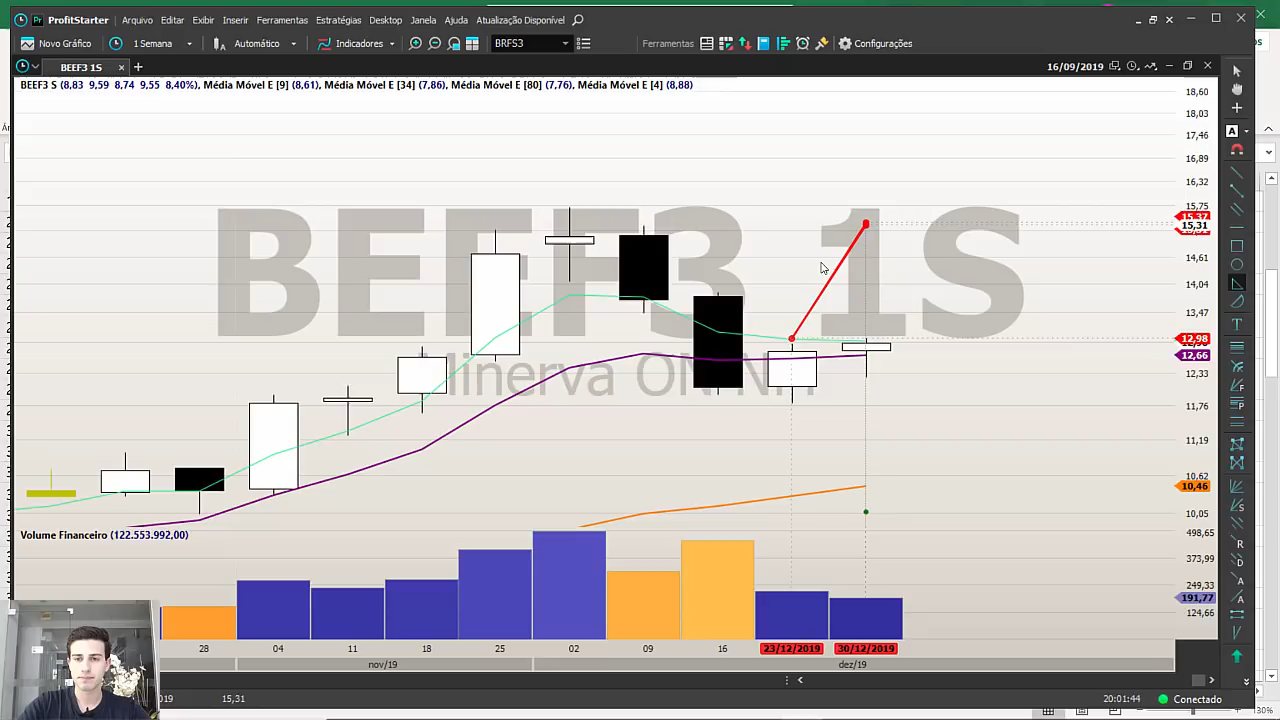 ProfitStarter
Arquivo Editar Exibir Inserir Ferramentas Estratégias Desktop Janela Ajuda Atualização Disponível
Novo Gráfico 1 Semana Automático Indicadores BRFS3 Ferramentas Configurações
BEEF3 1S
16/09/2019
BEEF3 S (8,83 9,59 8,74 9,55 8,40%), Média Móvel E [9] (8,61), Média Móvel E [34] (7,86), Média Móvel E [80] (7,76), Média Móvel E [4] (8,88)
BEEF3 1S
Minerva ON NM
18,60
18,03
17,46
16,89
16,32
15,75
15,37
15,31
14,61
14,04
13,47
12,98
12,66
12,33
11,76
11,19
10,62
10,46
10,05
Volume Financeiro (122.553.992,00)
498,65
373,99
249,33
191,77
124,66
28 04 11 18 25 02 09 16 23/12/2019 30/12/2019
nov/19 dez/19
2019 15,31 20:01:44 Conectado
30%